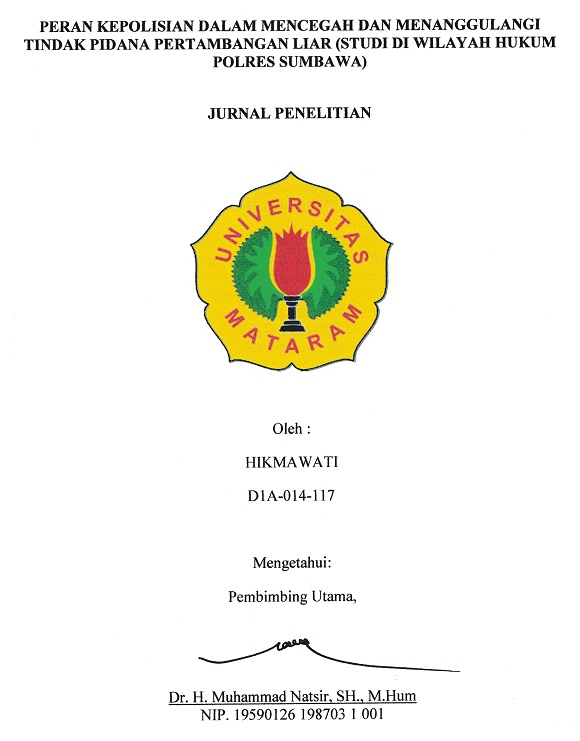 PERAN KEPOLISIAN DALAM MENCEGAH DAN MENANGGULANGI
TINDAK PIDANA PERTAMBANGAN LIAR (STUDI DI WILAYAH HUKUM
POLRES SUMBAWA)
JURNAL PENELITIAN
UNIVERSITAS
MATARAM
Oleh :
HIKMAWATI
D1A-014-117
Mengetahui:
Pembimbing Utama,
Dr. H. Muhammad Natsir, SH., M.Hum
NIP. 19590126 198703 1 001